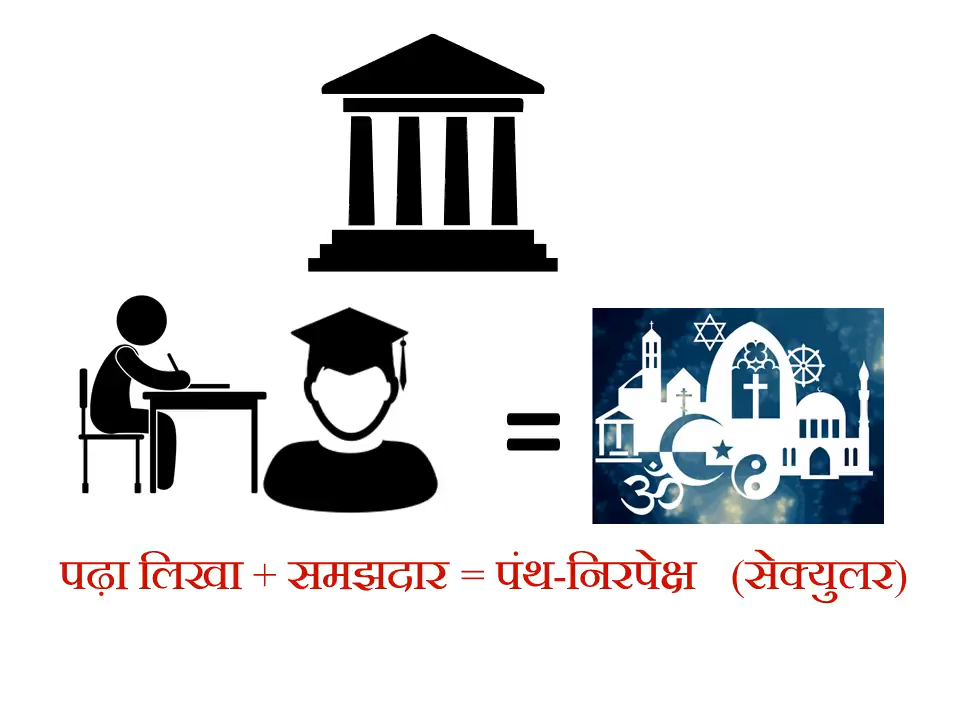 पढ़ा लिखा + समझदार = पंथ-निरपेक्ष (सेक्युलर)